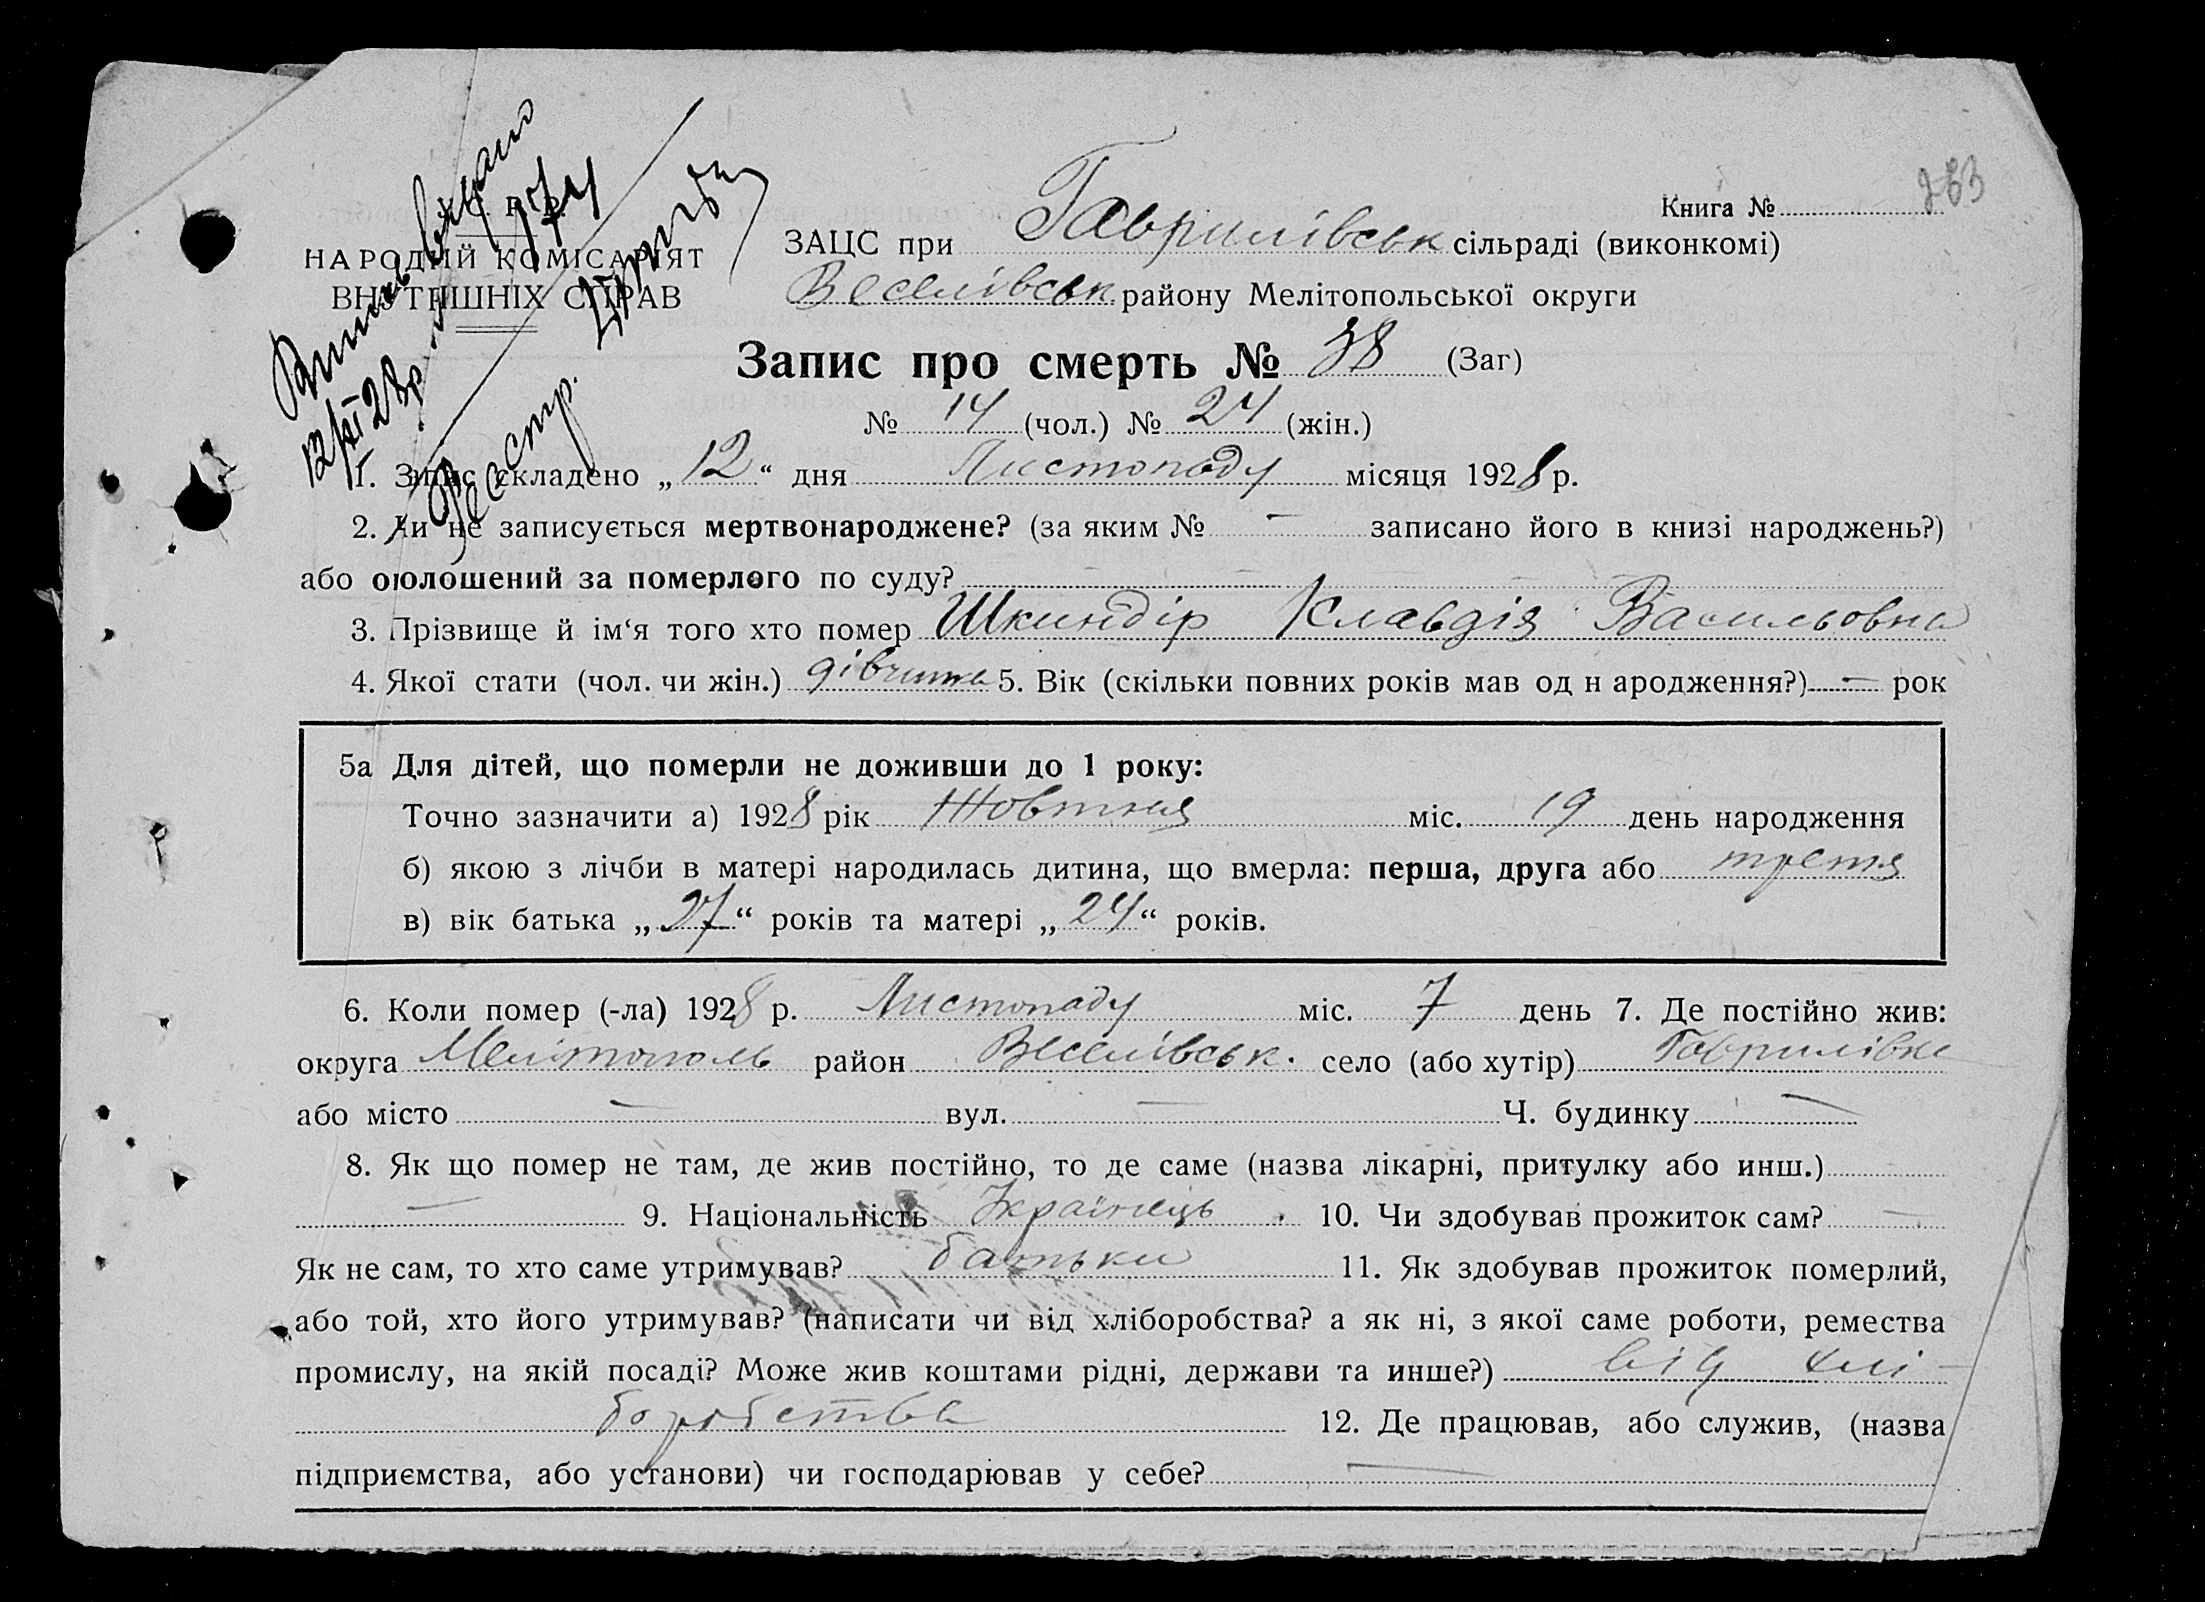 Книга № 263
У. С. Р. Р.
НАРОДНІЙ КОМІСАРІЯТ
ВНУТРІШНІХ СПРАВ
Виписъ видано
12/XI 28р.
ЗАЦС при Гаврилівськ сільраді (виконкомі)
Веселівськ. району Мелітопольської округи
Запис про смерть № 38 (Заг)
№ 14 (чол.) № 24 (жін.)
1. Запис складено „12“ дня Листопаду місяця 1928 р.
2. Чи не записується мертвонароджене? (за яким № — записано його в книзі народжень?)
або оголошений за померлого по суду?
3. Прізвище й ім‘я того хто помер Шкиндір Клавдія Васильовна
4. Якої стати (чол. чи жін.) дівчина 5. Вік (скільки повних років мав од н ародження?) — рок
5а Для дітей, що померли не доживши до 1 року:
Точно зазначити а) 1928 рік Жовтня міс. 19 день народження
б) якою з лічби в матері народилась дитина, що вмерла: перша, друга або третя
в) вік батька „27“ років та матері „24“ років.
6. Коли помер (-ла) 1928 р. Листопаду міс. 7 день 7. Де постійно жив:
округа Мелітополь район Веселівськ. село (або хутір) Гаврилівка
або місто — вул. — Ч. будинку —
8. Як що помер не там, де жив постійно, то де саме (назва лікарні, притулку або инш.)
— 9. Національність Українець 10. Чи здобував прожиток сам? —
Як не сам, то хто саме утримував? батьки 11. Як здобував прожиток померлий,
або той, хто його утримував? (написати чи від хліборобства? а як ні, з якої саме роботи, ремества
промислу, на якій посаді? Може жив коштами рідні, держави та инше?) від хлі-
боробства 12. Де працював, або служив, (назва
підприємства, або установи) чи господарював у себе? —